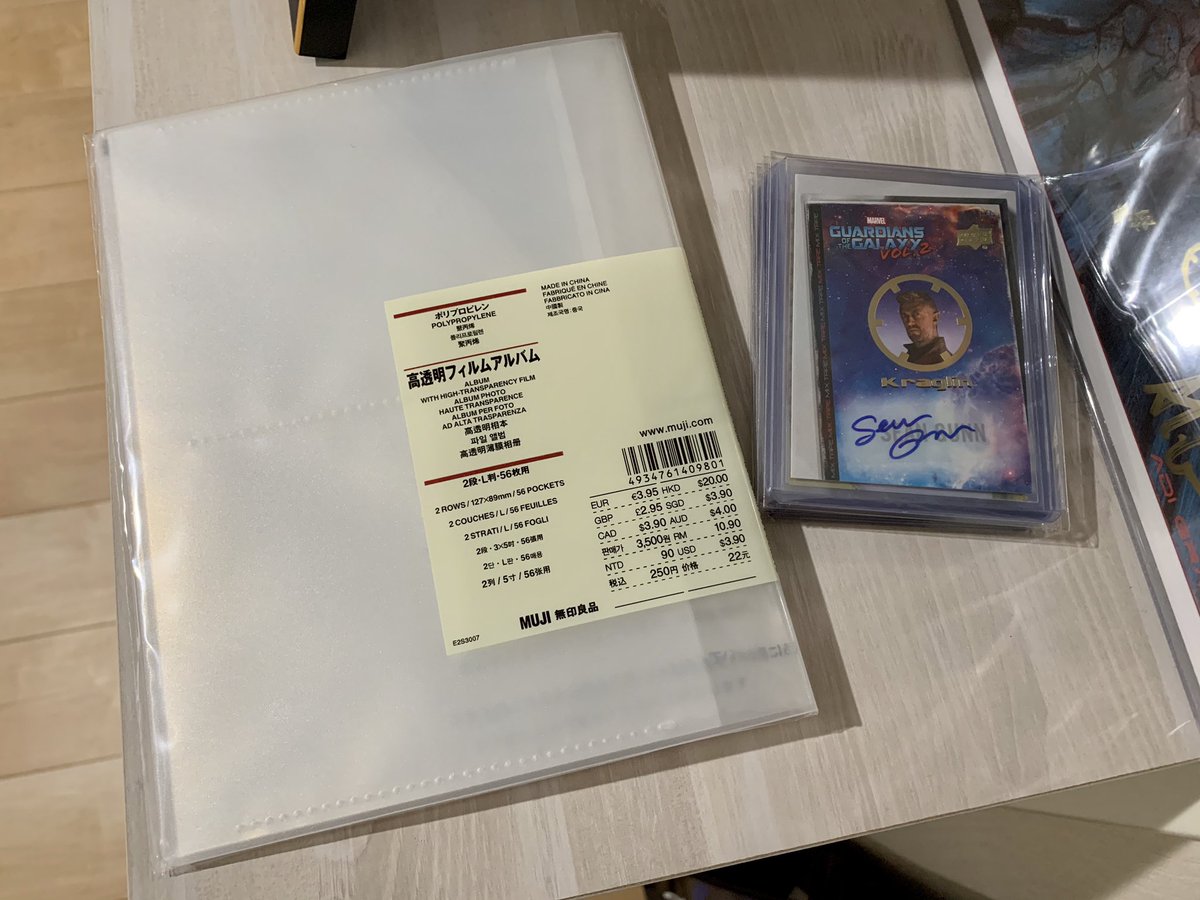 ポリプロピレン
POLYPROPYLENE
聚丙烯
폴리프로필렌
聚丙烯
MADE IN CHINA
FABRIQUÉ EN CHINE
FABBRICATO IN CINA
中國製
제조국명:중국
高透明フィルムアルバム
ALBUM
WITH HIGH-TRANSPARENCY FILM
ALBUM PHOTO
HAUTE TRANSPARENCE
ALBUM PER FOTO
AD ALTA TRASPARENZA
高透明相本
파일 앨범
高透明薄膜相册
2段・L判・56枚用
2 ROWS / 127×89mm / 56 POCKETS
2 COUCHES / L / 56 FEUILLES
2 STRATI / L / 56 FOGLI
2段・3×5吋・56張用
2단・L판・56매용
2列 / 5寸 / 56张用
www.muji.com
4934761409801
EUR €3.95 HKD $20.00
GBP £2.95 SGD $3.90
CAD $3.90 AUD $4.00
판매가 3,500원 RM 10.90
NTD 90 USD $3.90
税込 250円 价格 22元
MUJI 無印良品
E2S3007
MARVEL
GUARDIANS
OF THE GALAXY
VOL. 2
Kraglin
SEAN GUNN